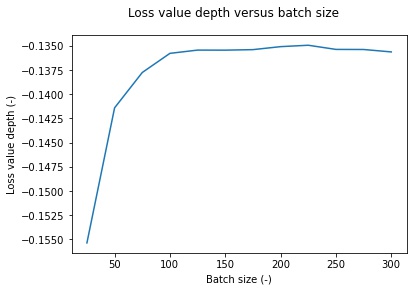 Loss value depth versus batch size
−0.1350
−0.1375
−0.1400
−0.1425
−0.1450
−0.1475
−0.1500
−0.1525
−0.1550
Loss value depth (-)
50 100 150 200 250 300
Batch size (-)